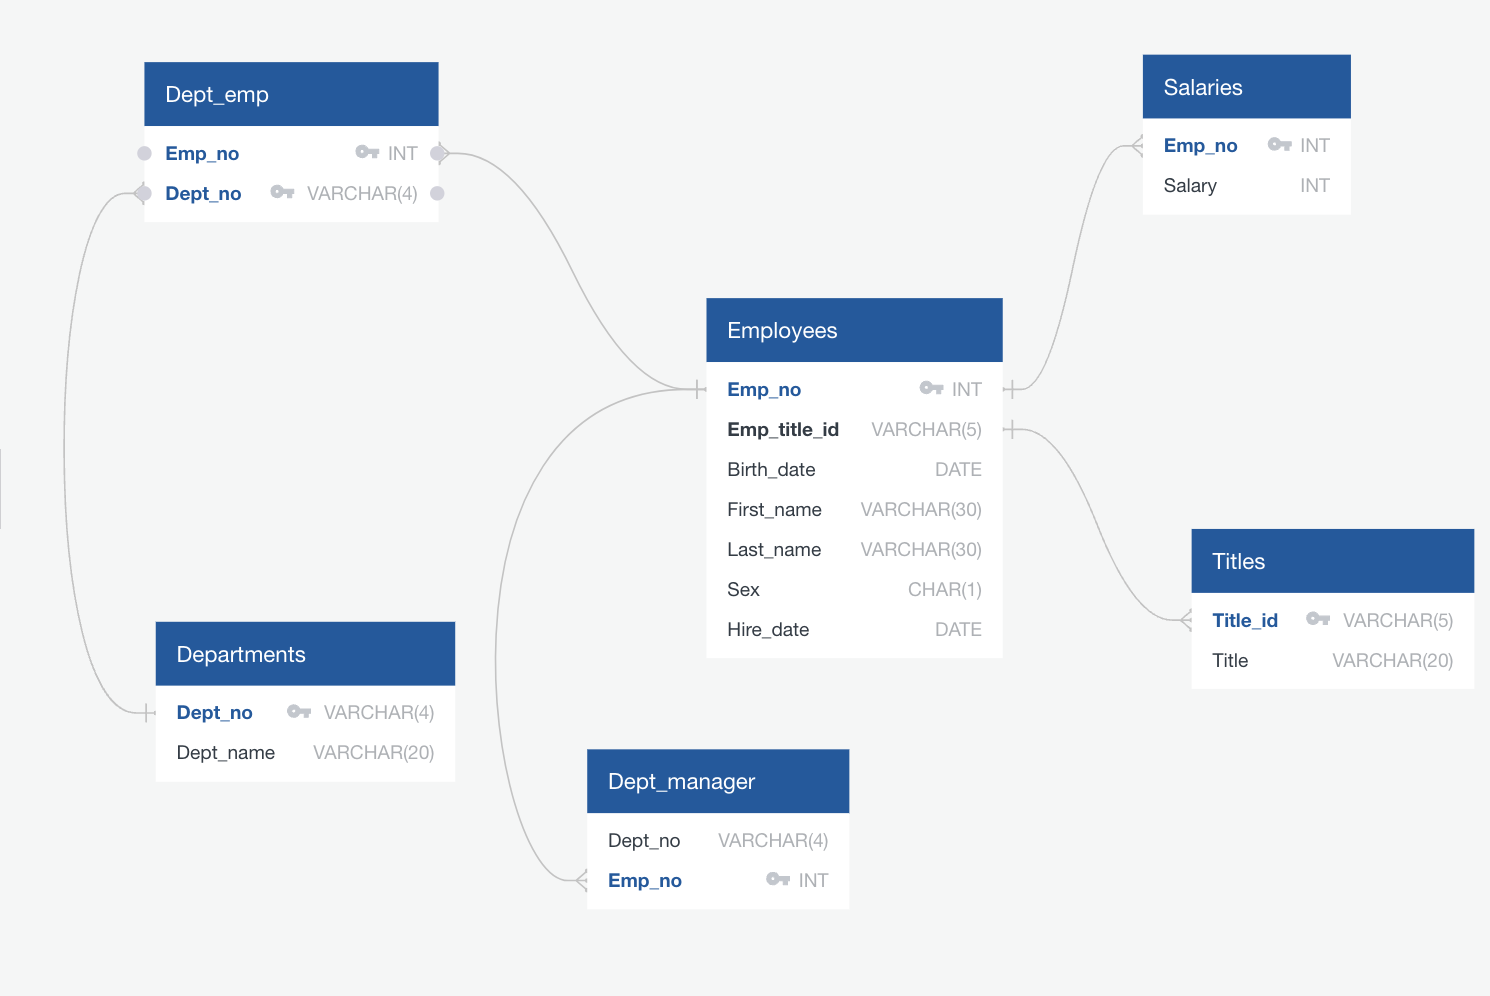 Dept_emp
Emp_no INT
Dept_no VARCHAR(4)
Salaries
Emp_no INT
Salary INT
Employees
Emp_no INT
Emp_title_id VARCHAR(5)
Birth_date DATE
First_name VARCHAR(30)
Last_name VARCHAR(30)
Sex CHAR(1)
Hire_date DATE
Titles
Title_id VARCHAR(5)
Title VARCHAR(20)
Departments
Dept_no VARCHAR(4)
Dept_name VARCHAR(20)
Dept_manager
Dept_no VARCHAR(4)
Emp_no INT